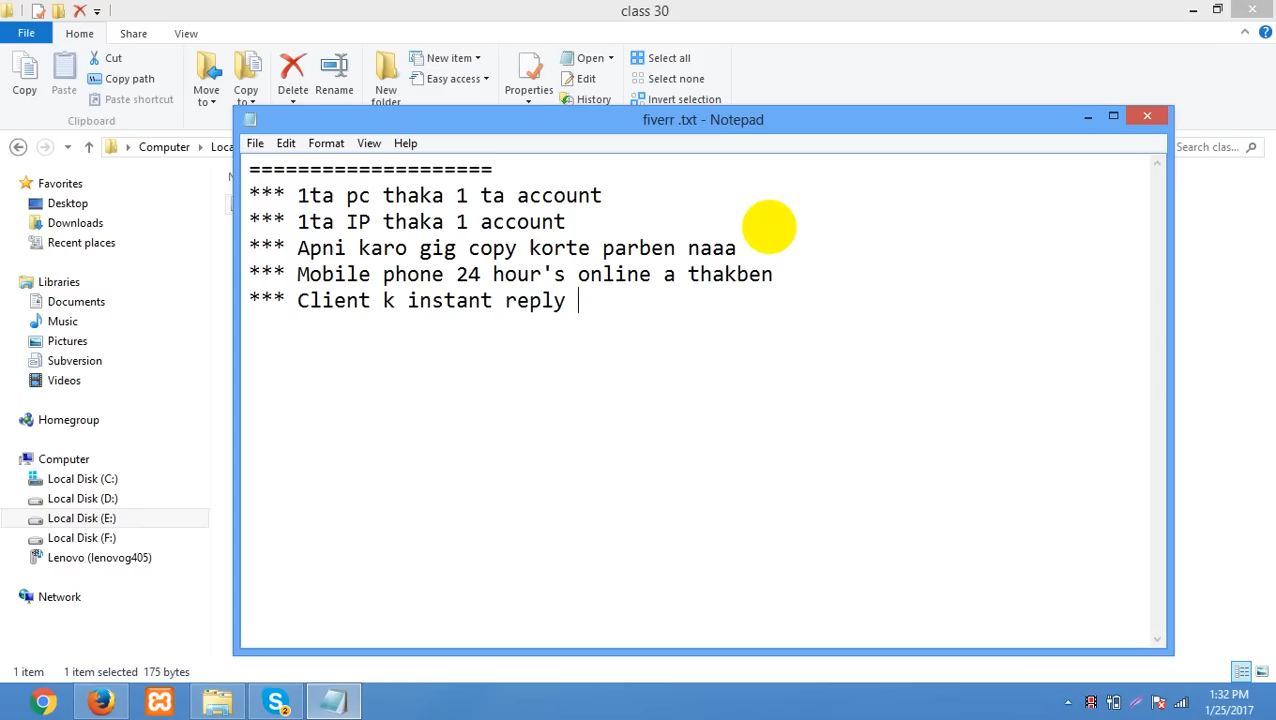 class 30
File Home Share View
Copy
Paste
Cut
Copy path
Paste shortcut
Clipboard
Move to
Copy to
Delete
Rename
New folder
New item
Easy access
Properties
Open
Edit
History
Select all
Select none
Invert selection
Computer
Loca
Search clas...
fiverr .txt - Notepad
File Edit Format View Help
====================
*** 1ta pc thaka 1 ta account
*** 1ta IP thaka 1 account
*** Apni karo gig copy korte parben naaa
*** Mobile phone 24 hour's online a thakben
*** Client k instant reply
Favorites
Desktop
Downloads
Recent places
Libraries
Documents
Music
Pictures
Subversion
Videos
Homegroup
Computer
Local Disk (C:)
Local Disk (D:)
Local Disk (E:)
Local Disk (F:)
Lenovo (lenovog405)
Network
1 item 1 item selected 175 bytes
2
1:32 PM
1/25/2017